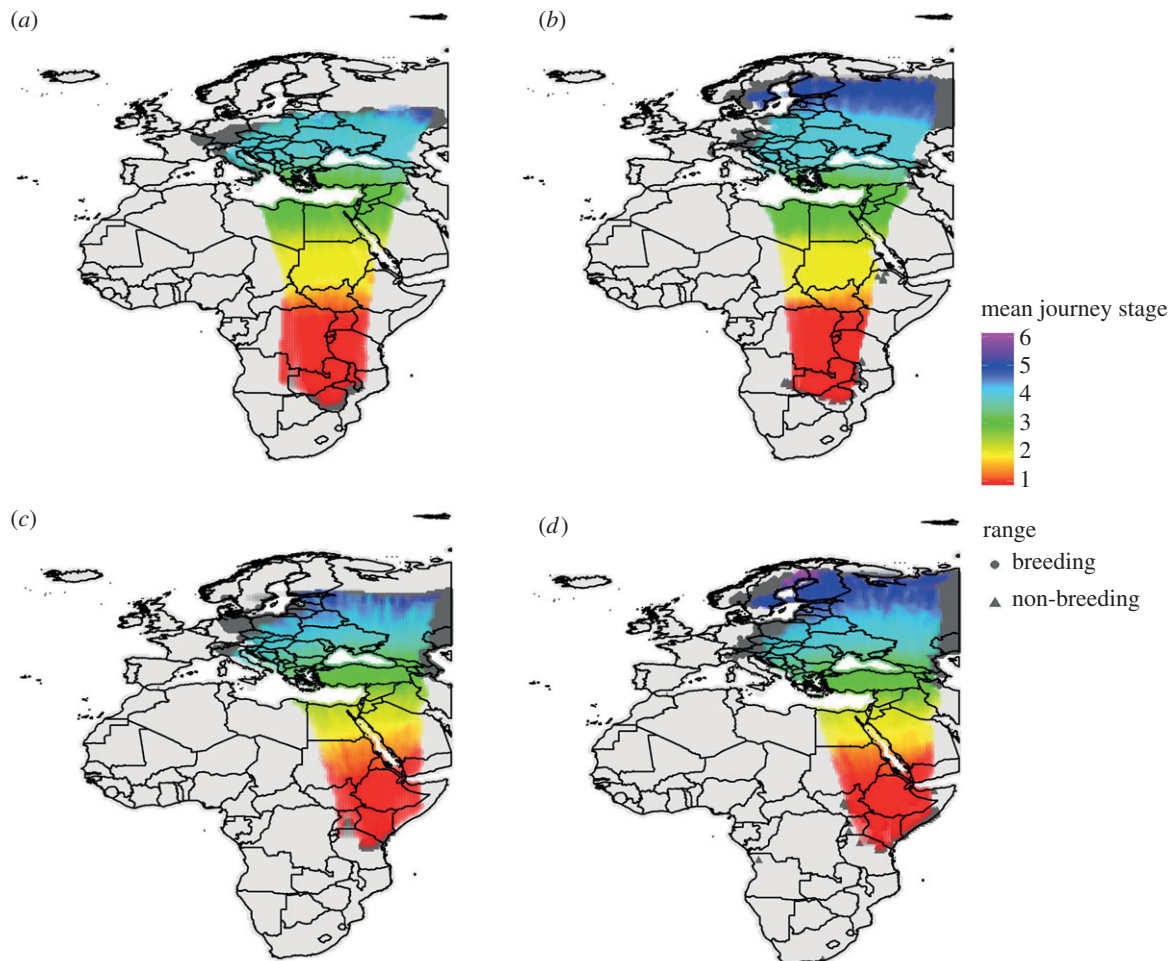 (a)
(b)
mean journey stage
6
5
4
3
2
1
(c)
(d)
range
breeding
non-breeding